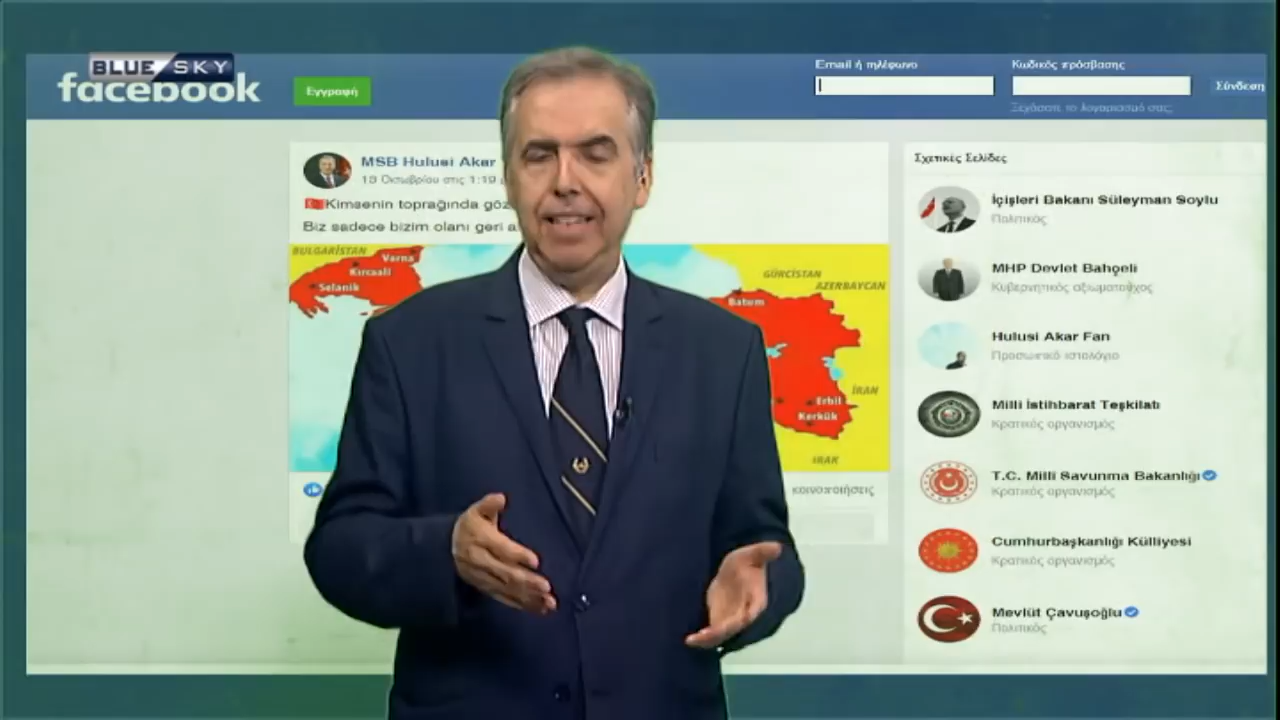 BLUE SKY
facebook
Εγγραφή
Email ή τηλέφωνο
Κωδικός πρόσβασης
Σύνδεση
Ξεχάσατε το λογαριασμό σας;
MSB Hulusi Akar
13 Οκτωβρίου στις 1:19
Kimsenin toprağında göz
Biz sadece bizim olanı geri a
BULGARİSTAN
Varna
Kırcaali
Selanik
GÜRCİSTAN
AZERBAYCAN
Batum
İRAN
Erbil
Kerkük
IRAK
κοινοποιήσεις
Σχετικές Σελίδες
İçişleri Bakanı Süleyman Soylu
Πολιτικός
MHP Devlet Bahçeli
Κυβερνητικός αξιωματούχος
Hulusi Akar Fan
Προσωπικό ιστολόγιο
Milli İstihbarat Teşkilatı
Κρατικός οργανισμός
T.C. Milli Savunma Bakanlığı
Κρατικός οργανισμός
Cumhurbaşkanlığı Külliyesi
Κρατικός οργανισμός
Mevlüt Çavuşoğlu
Πολιτικός